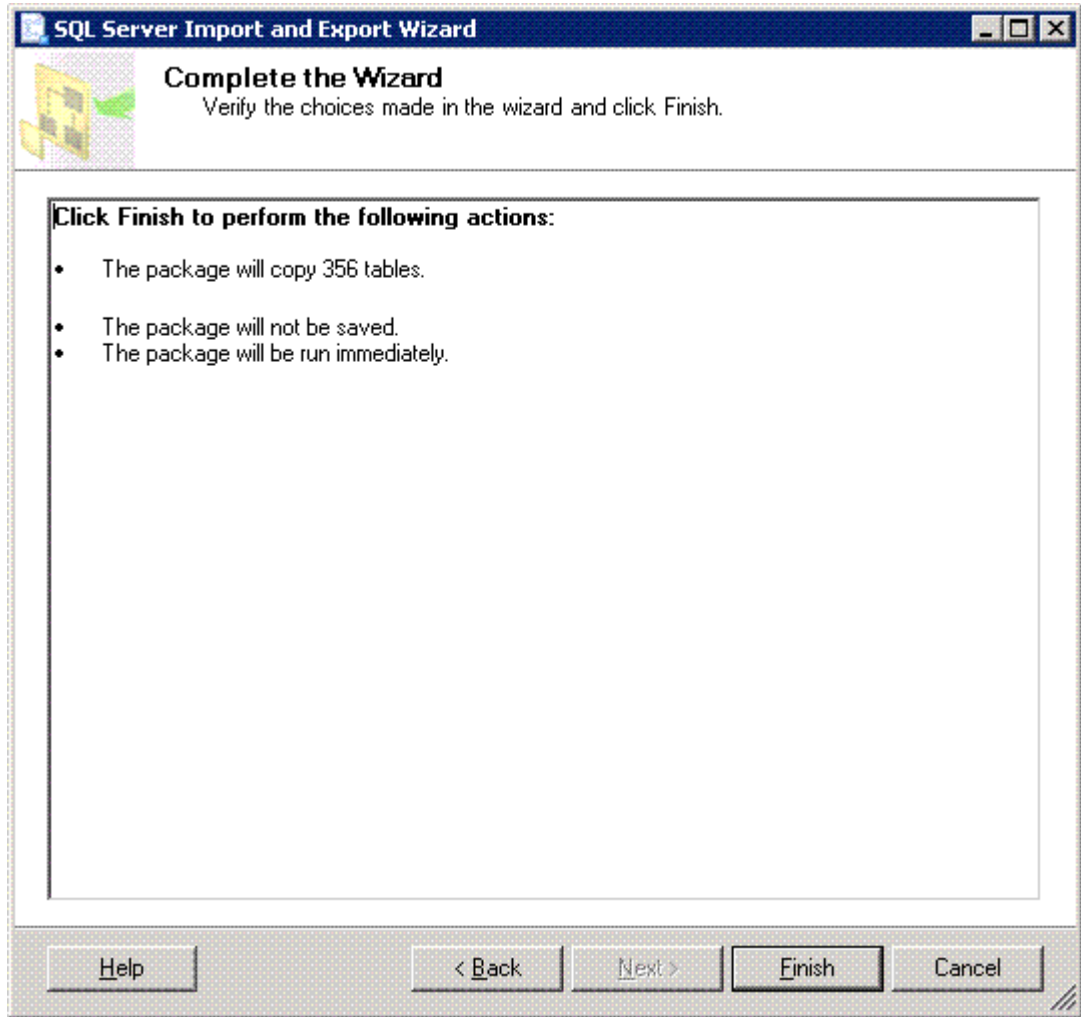 SQL Server Import and Export Wizard
Complete the Wizard
Verify the choices made in the wizard and click Finish.
Click Finish to perform the following actions:
• The package will copy 356 tables.
• The package will not be saved.
• The package will be run immediately.
Help < Back Next > Finish Cancel